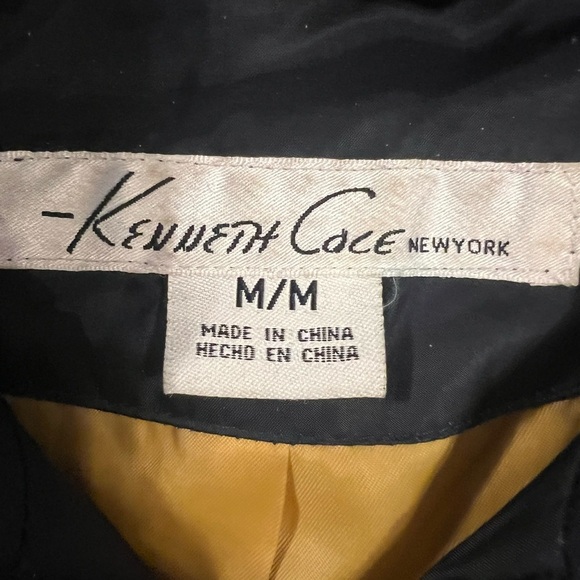 -KENNETH COLE NEWYORK
M/M
MADE IN CHINA
HECHO EN CHINA